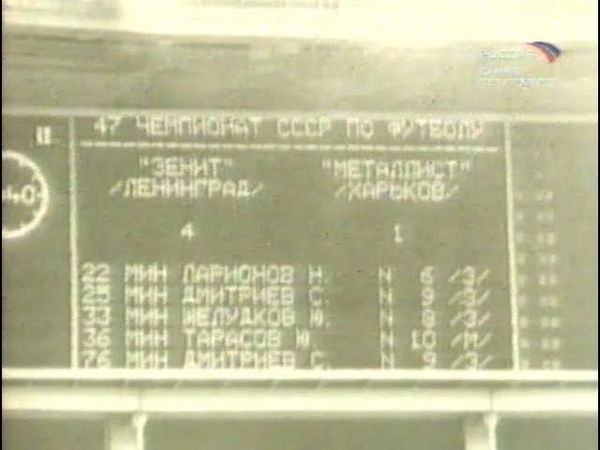 47 ЧЕМПИОНАТ СССР ПО ФУТБОЛУ
"ЗЕНИТ" "МЕТАЛЛИСТ"
/ЛЕНИНГРАД/ /ХАРЬКОВ/
40
4 1
22 МИН ЛАРИОНОВ Н. N 6 /З/
25 МИН ДМИТРИЕВ С. N 9 /З/
33 МИН ЖЕЛУДКОВ Ю. N 8 /З/
36 МИН ТАРАСОВ Ю. N 10 /М/
76 МИН ДМИТРИЕВ С. N 9 /З/